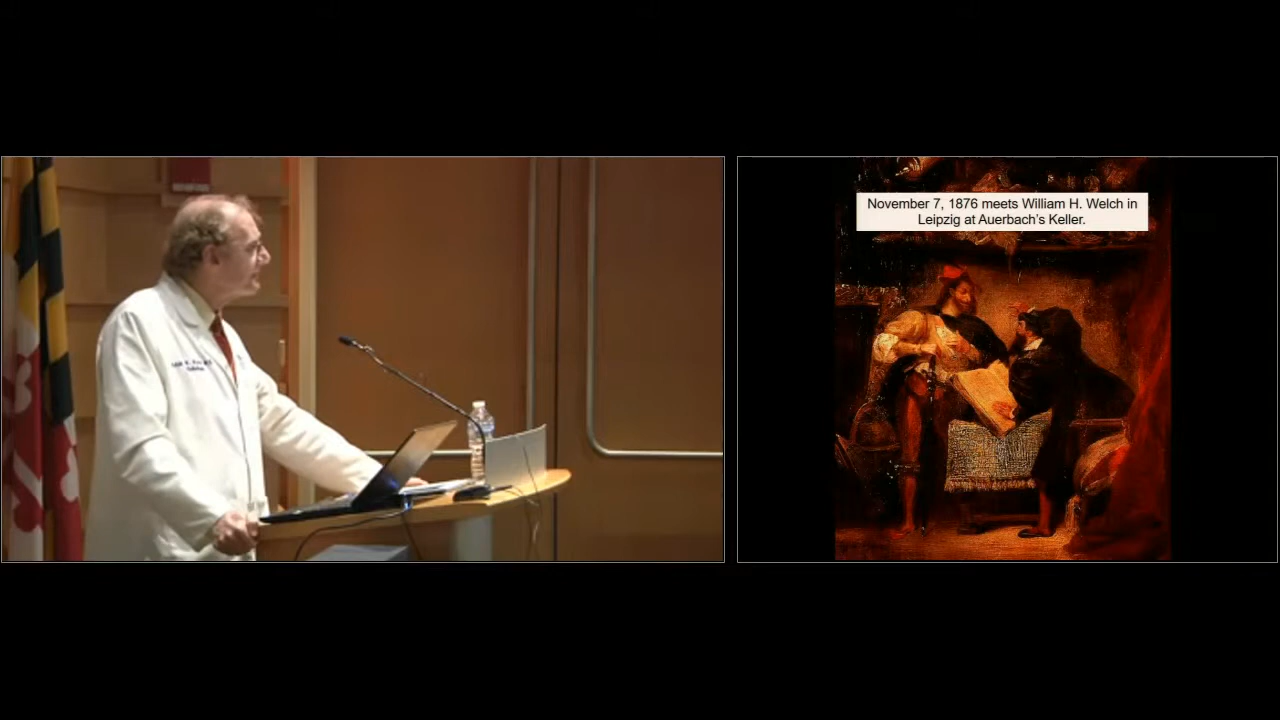 November 7, 1876 meets William H. Welch in
Leipzig at Auerbach's Keller.